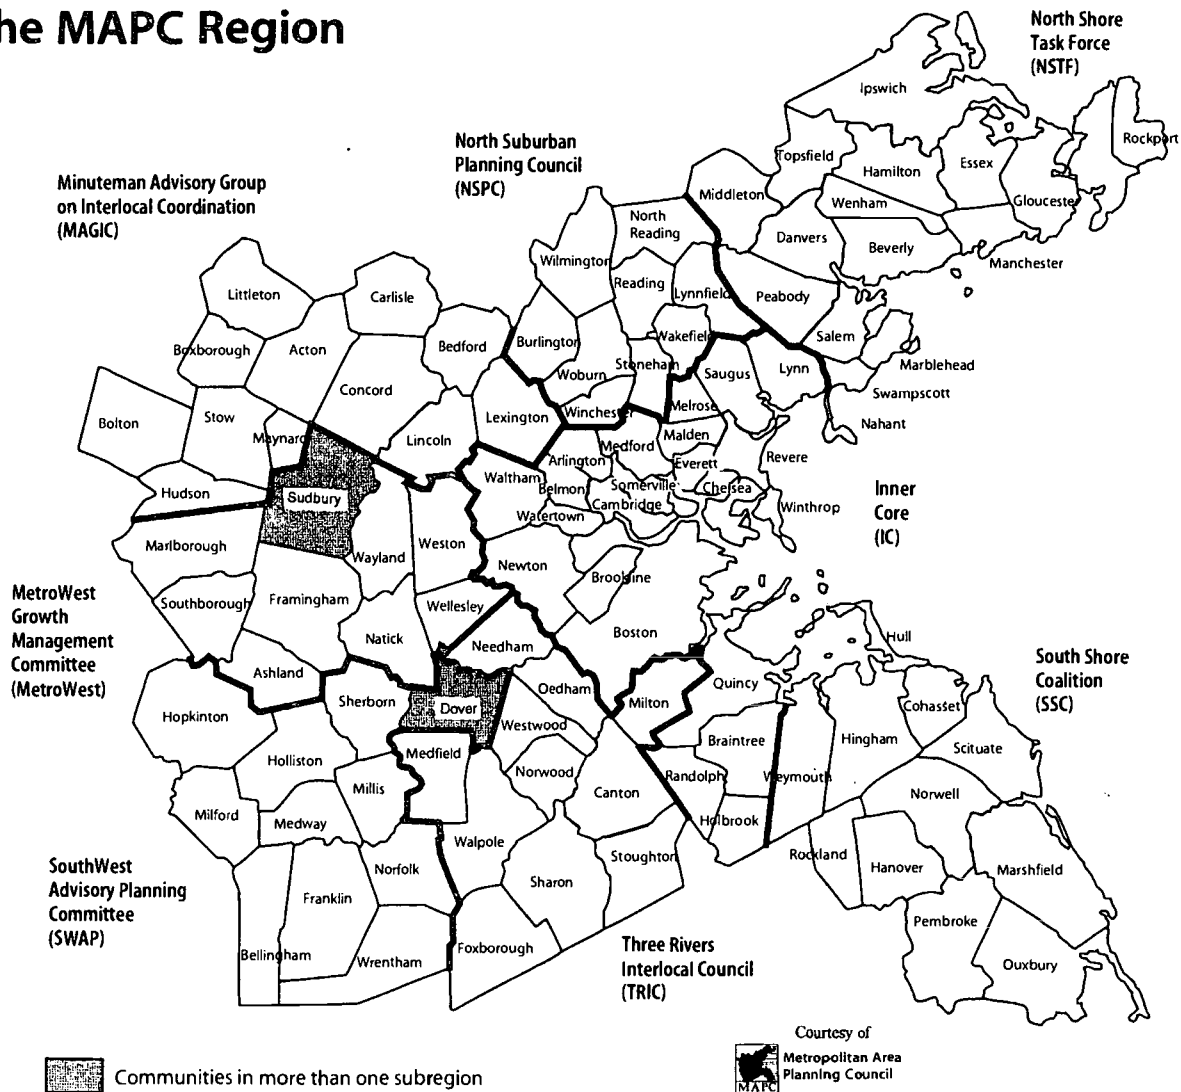 he MAPC Region
North Shore
Task Force
(NSTF)
North Suburban
Planning Council
(NSPC)
Minuteman Advisory Group
on Interlocal Coordination
(MAGIC)
Ipswich
Rockport
Topsfield
Essex
Hamilton
Middleton
Wenham
Gloucester
North
Reading
Danvers
Beverly
Manchester
Wilmington
Reading
Lynnfield
Peabody
Littleton
Carlisle
Salem
Wakefield
Burlington
Bedford
Boxborough
Acton
Stoneham
Marblehead
Woburn
Saugus
Lynn
Concord
Swampscott
Winchester
Melrose
Lexington
Stow
Bolton
Nahant
Maynard
Lincoln
Medford
Malden
Revere
Arlington
Everett
Waltham
Somerville
Chelsea
Belmont
Inner
Core
(IC)
Hudson
Sudbury
Cambridge
Winthrop
Watertown
Marlborough
Weston
Wayland
Newton
Brookline
MetroWest
Growth
Management
Committee
(MetroWest)
Southborough
Framingham
Wellesley
Natick
Needham
Boston
Hull
South Shore
Coalition
(SSC)
Ashland
Quincy
Oedham
Sherborn
Milton
Dover
Cohasset
Hopkinton
Westwood
Braintree
Hingham
Scituate
Medfield
Holliston
Norwood
Randolph
Weymouth
Millis
Canton
Norwell
Milford
Medway
Holbrook
Walpole
Rockland
Stoughton
Hanover
Marshfield
SouthWest
Advisory Planning
Committee
(SWAP)
Norfolk
Sharon
Franklin
Pembroke
Three Rivers
Interlocal Council
(TRIC)
Foxborough
Bellingham
Wrentham
Ouxbury
Courtesy of
Metropolitan Area
Planning Council
MAPC
Communities in more than one subregion